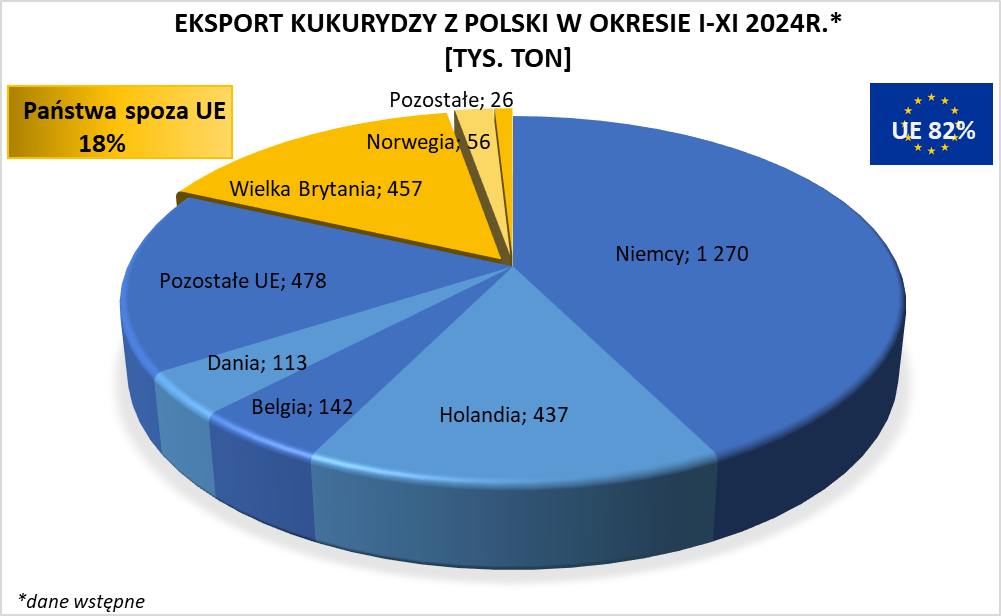 EKSPORT KUKURYDZY Z POLSKI W OKRESIE I-XI 2024R.*
[TYS. TON]
Państwa spoza UE
18%
UE 82%
Pozostałe; 26
Norwegia; 56
Wielka Brytania; 457
Niemcy; 1 270
Pozostałe UE; 478
Dania; 113
Belgia; 142
Holandia; 437
*dane wstępne